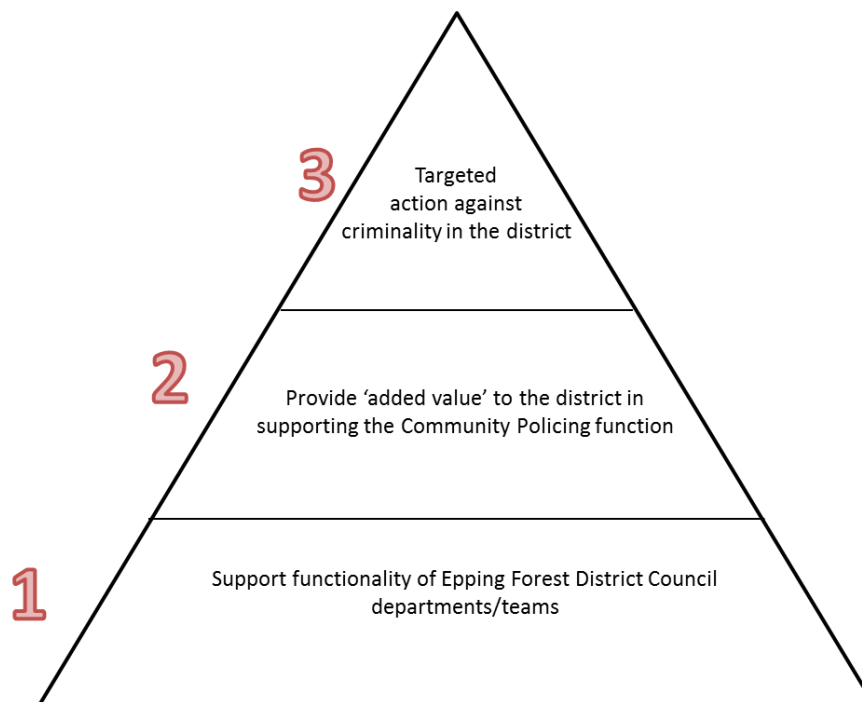 3
Targeted
action against
criminality in the district
2
Provide ‘added value’ to the district in
supporting the Community Policing function
1
Support functionality of Epping Forest District Council
departments/teams